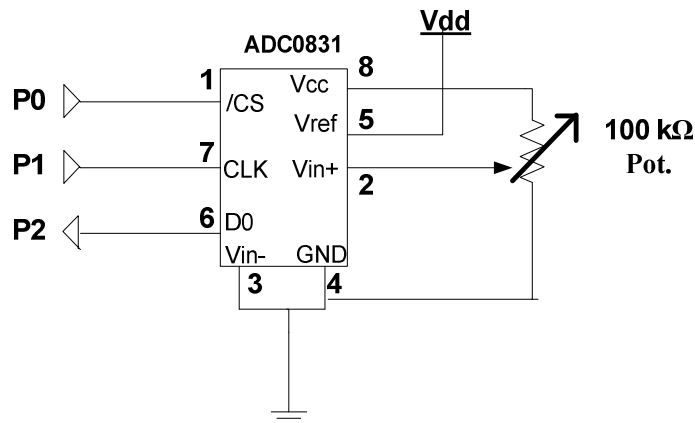 Vdd
ADC0831
1
8
P0
/CS
Vcc
Vref
5
P1
7
CLK
Vin+
2
100 kΩ
Pot.
P2
6
D0
Vin-
GND
3
4